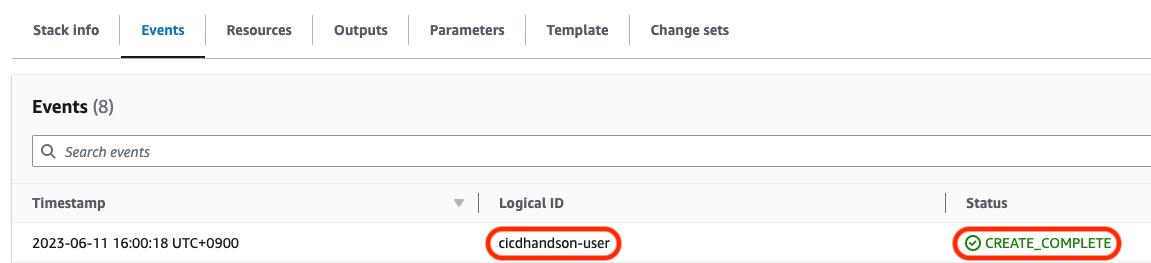 Stack info Events Resources Outputs Parameters Template Change sets
Events (8)
Search events
Timestamp Logical ID Status
2023-06-11 16:00:18 UTC+0900 cicdhandson-user CREATE_COMPLETE